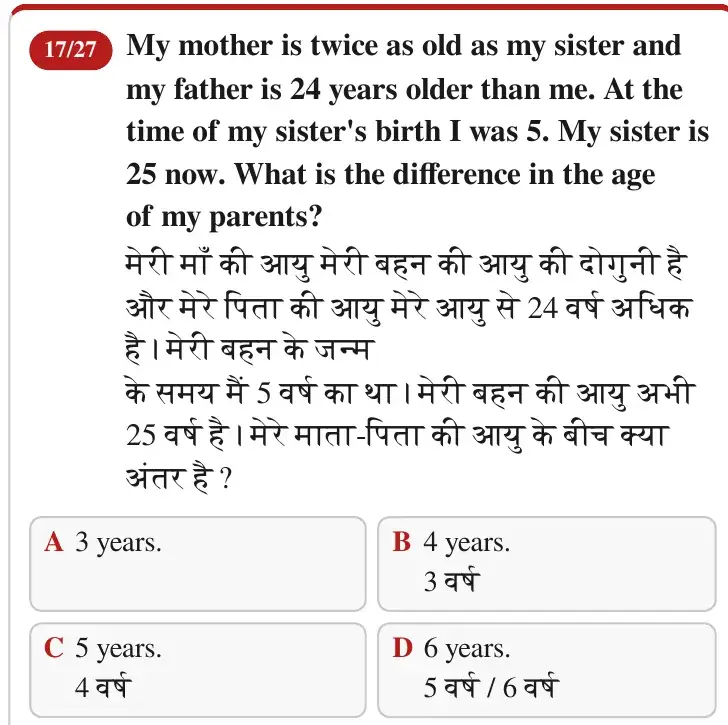 17/27 My mother is twice as old as my sister and
my father is 24 years older than me. At the
time of my sister's birth I was 5. My sister is
25 now. What is the difference in the age
of my parents?
मेरी माँ की आयु मेरी बहन की आयु की दोगुनी है
और मेरे पिता की आयु मेरे आयु से 24 वर्ष अधिक
है। मेरी बहन के जन्म
के समय मैं 5 वर्ष का था। मेरी बहन की आयु अभी
25 वर्ष है। मेरे माता-पिता की आयु के बीच क्या
अंतर है ?
A 3 years.
B 4 years.
3 वर्ष
C 5 years.
4 वर्ष
D 6 years.
5 वर्ष / 6 वर्ष